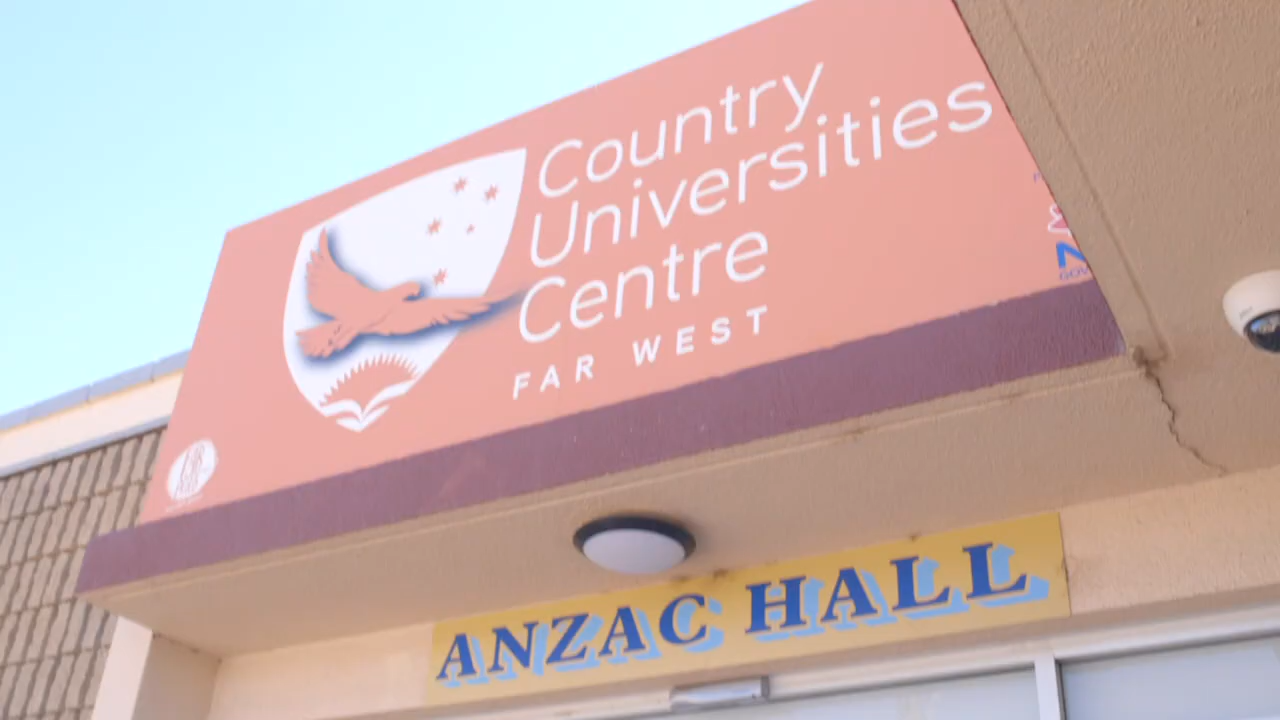 Country
Universities
Centre
FAR WEST
ANZAC HALL